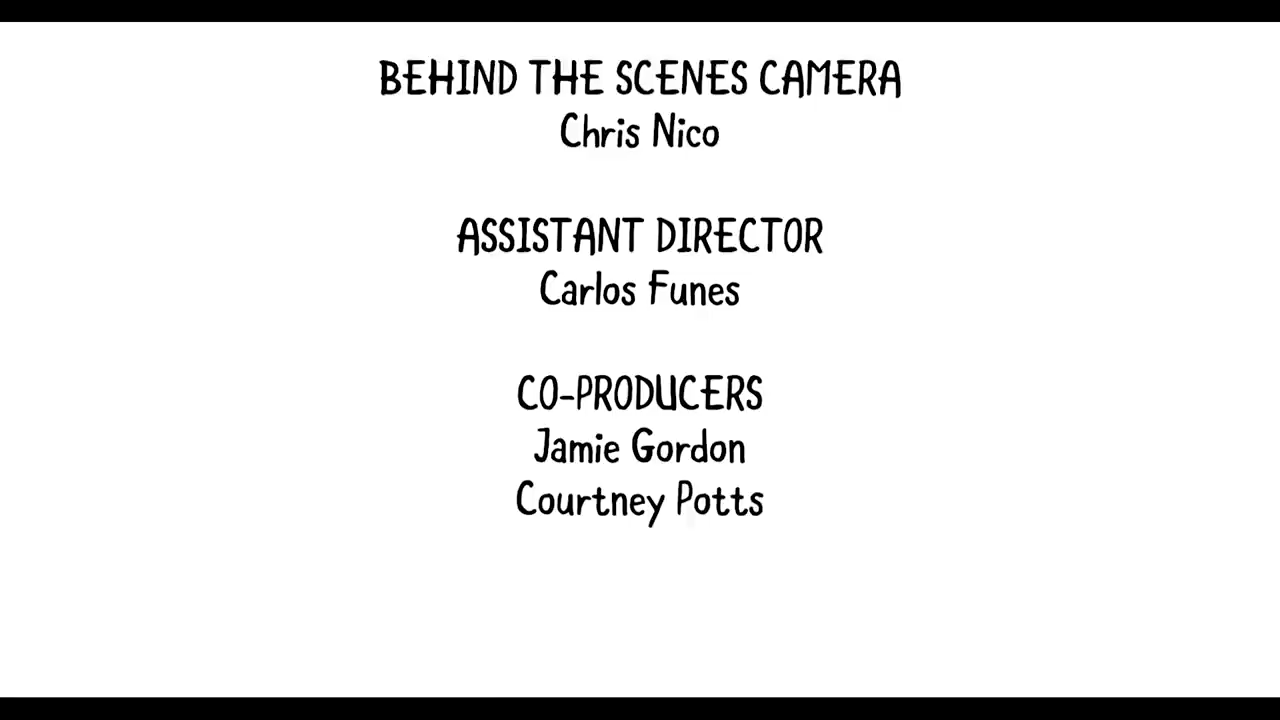 BEHIND THE SCENES CAMERA
Chris Nico
ASSISTANT DIRECTOR
Carlos Funes
CO-PRODUCERS
Jamie Gordon
Courtney Potts